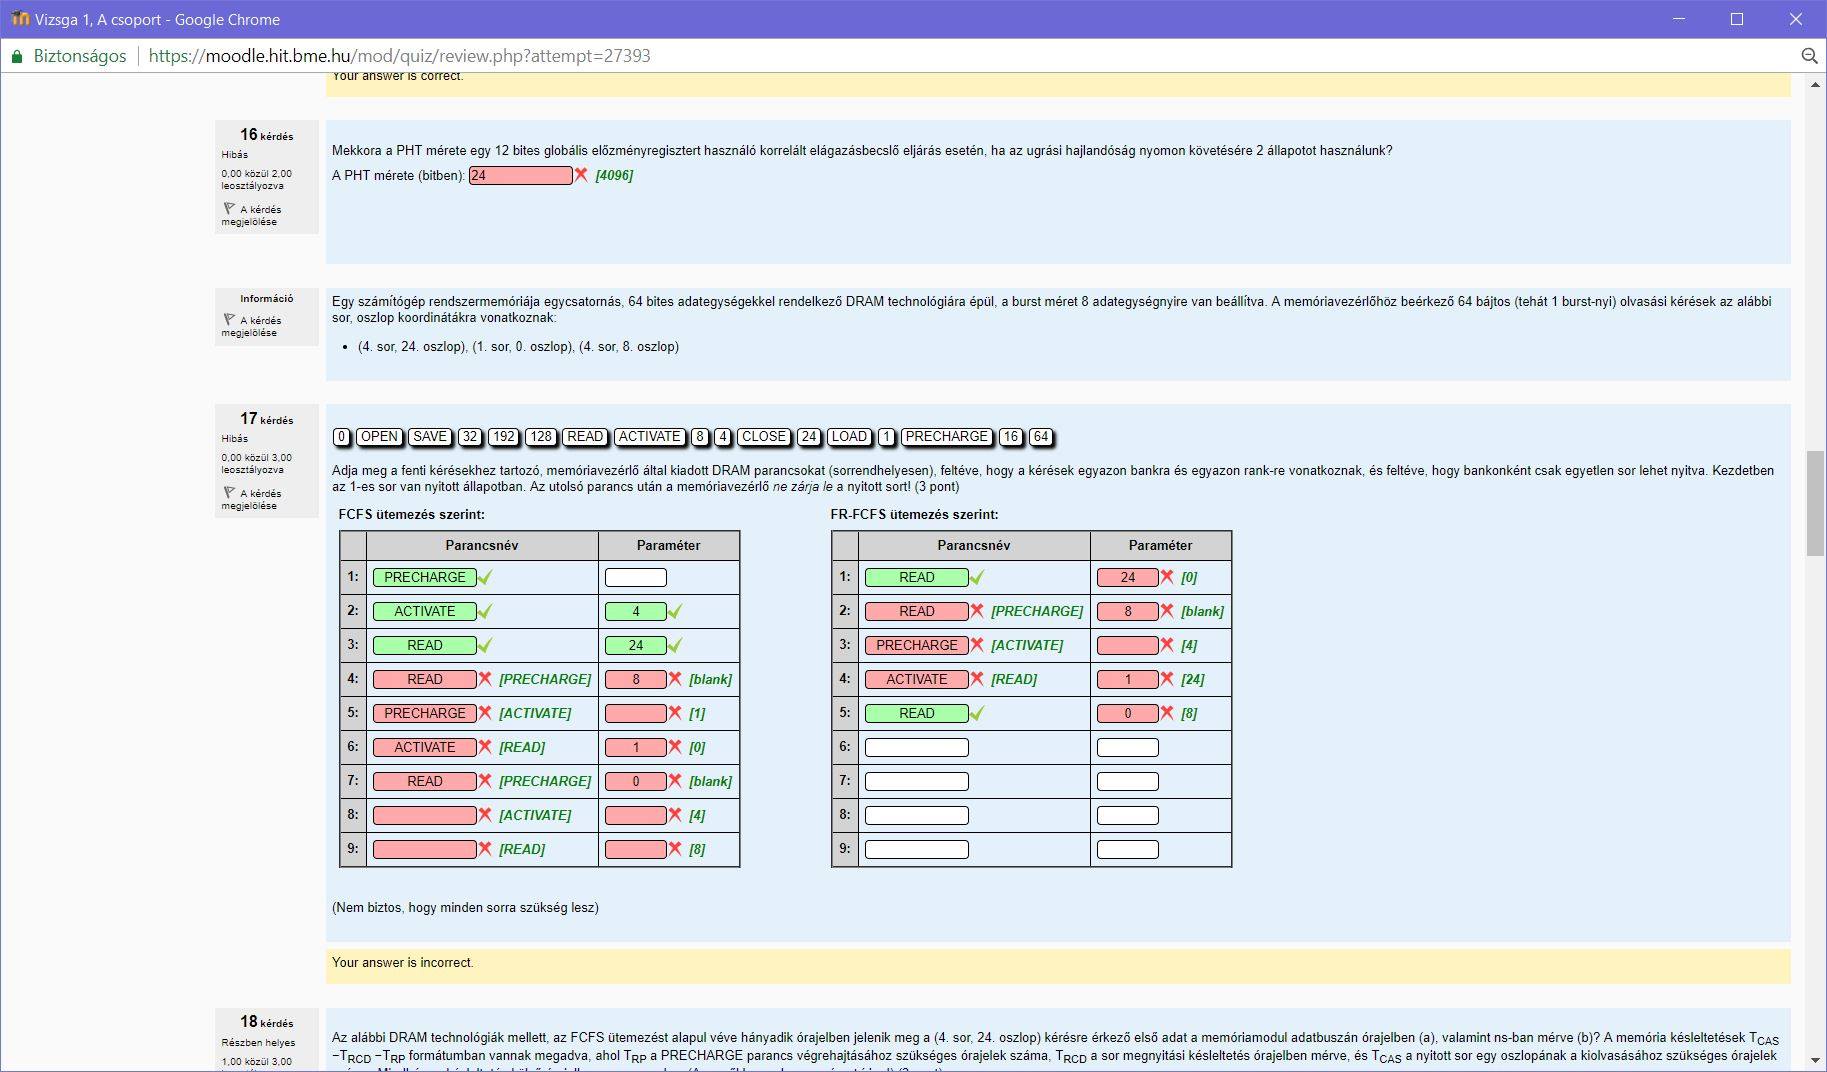 Vizsga 1, A csoport - Google Chrome
Biztonságos https://moodle.hit.bme.hu/mod/quiz/review.php?attempt=27393
Your answer is correct.
16 kérdés
Hibás
0,00 közül 2,00
leosztályozva
A kérdés
megjelölése
Mekkora a PHT mérete egy 12 bites globális előzményregisztert használó korrelált elágazásbecslő eljárás esetén, ha az ugrási hajlandóság nyomon követésére 2 állapotot használunk?
A PHT mérete (bitben): 24 [4096]
Információ
A kérdés
megjelölése
Egy számítógép rendszermemóriája egycsatornás, 64 bites adategységekkel rendelkező DRAM technológiára épül, a burst méret 8 adategységnyire van beállítva. A memóriavezérlőhöz beérkező 64 bájtos (tehát 1 burst-nyi) olvasási kérések az alábbi
sor, oszlop koordinátákra vonatkoznak:
• (4. sor, 24. oszlop), (1. sor, 0. oszlop), (4. sor, 8. oszlop)
17 kérdés
Hibás
0,00 közül 3,00
leosztályozva
A kérdés
megjelölése
0 OPEN SAVE 32 192 128 READ ACTIVATE 8 4 CLOSE 24 LOAD 1 PRECHARGE 16 64
Adja meg a fenti kérésekhez tartozó, memóriavezérlő által kiadott DRAM parancsokat (sorrendhelyesen), feltéve, hogy a kérések egyazon bankra és egyazon rank-re vonatkoznak, és feltéve, hogy bankonként csak egyetlen sor lehet nyitva. Kezdetben
az 1-es sor van nyitott állapotban. Az utolsó parancs után a memóriavezérlő ne zárja le a nyitott sort! (3 pont)
FCFS ütemezés szerint:
Parancsnév Paraméter
1: PRECHARGE
2: ACTIVATE 4
3: READ 24
4: READ [PRECHARGE] 8 [blank]
5: PRECHARGE [ACTIVATE] [1]
6: ACTIVATE [READ] 1 [0]
7: READ [PRECHARGE] 0 [blank]
8: [ACTIVATE] [4]
9: [READ] [8]
FR-FCFS ütemezés szerint:
Parancsnév Paraméter
1: READ 24 [0]
2: READ [PRECHARGE] 8 [blank]
3: PRECHARGE [ACTIVATE] [4]
4: ACTIVATE [READ] 1 [24]
5: READ 0 [8]
6:
7:
8:
9:
(Nem biztos, hogy minden sorra szükség lesz)
Your answer is incorrect.
18 kérdés
Részben helyes
1,00 közül 3,00
Az alábbi DRAM technológiák mellett, az FCFS ütemezést alapul véve hányadik órajelben jelenik meg a (4. sor, 24. oszlop) kérésre érkező első adat a memóriamodul adatbuszán órajelben (a), valamint ns-ban mérve (b)? A memória késleltetések TCAS
−TRCD −TRP formátumban vannak megadva, ahol TRP a PRECHARGE parancs végrehajtásához szükséges órajelek száma, TRCD a sor megnyitási késleltetés órajelben mérve, és TCAS a nyitott sor egy oszlopának a kiolvasásához szükséges órajelek